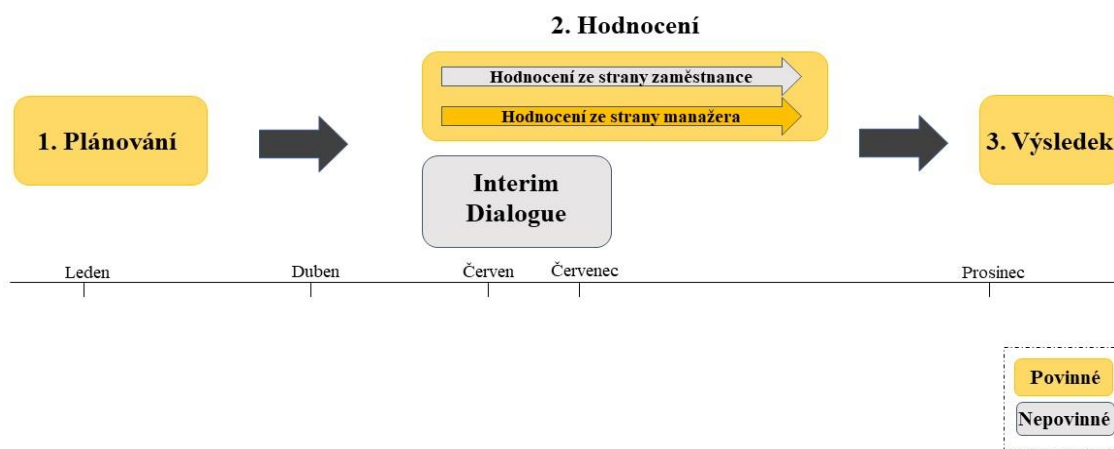 2. Hodnocení
Hodnocení ze strany zaměstnance
Hodnocení ze strany manažera
1. Plánování
3. Výsledek
Interim
Dialogue
Leden
Duben
Červen
Červenec
Prosinec
Povinné
Nepovinné